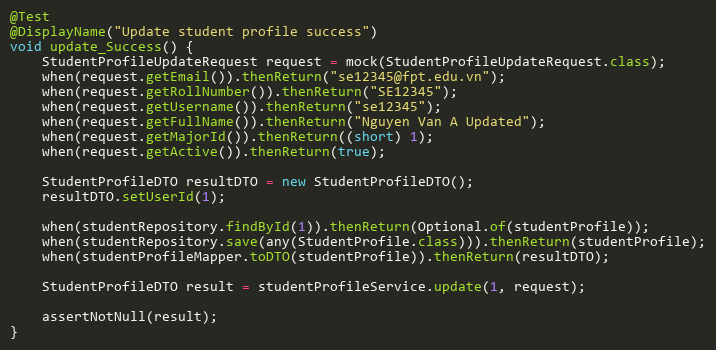 @Test
@DisplayName("Update student profile success")
void update_Success() {
    StudentProfileUpdateRequest request = mock(StudentProfileUpdateRequest.class);
    when(request.getEmail()).thenReturn("se12345@fpt.edu.vn");
    when(request.getRollNumber()).thenReturn("SE12345");
    when(request.getUsername()).thenReturn("se12345");
    when(request.getFullName()).thenReturn("Nguyen Van A Updated");
    when(request.getMajorId()).thenReturn((short) 1);
    when(request.getActive()).thenReturn(true);

    StudentProfileDTO resultDTO = new StudentProfileDTO();
    resultDTO.setUserId(1);

    when(studentRepository.findById(1)).thenReturn(Optional.of(studentProfile));
    when(studentRepository.save(any(StudentProfile.class))).thenReturn(studentProfile);
    when(studentProfileMapper.toDTO(studentProfile)).thenReturn(resultDTO);

    StudentProfileDTO result = studentProfileService.update(1, request);

    assertNotNull(result);
}